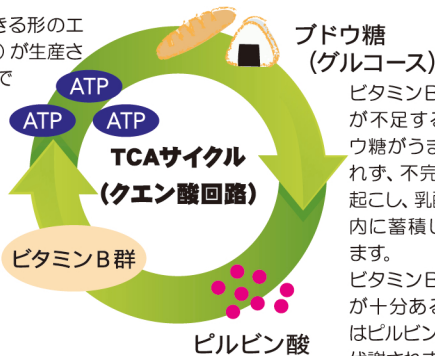 きる形のエ
）が生産さ
で
ATP
ATP
ATP
TCAサイクル
（クエン酸回路）
ビタミンB群
ピルビン酸
ブドウ糖
（グルコース）
ビタミンB
が不足する
ウ糖がうま
れず、不完
起こし、乳酸
内に蓄積し
ます。
ビタミンB
が十分ある
はピルビン